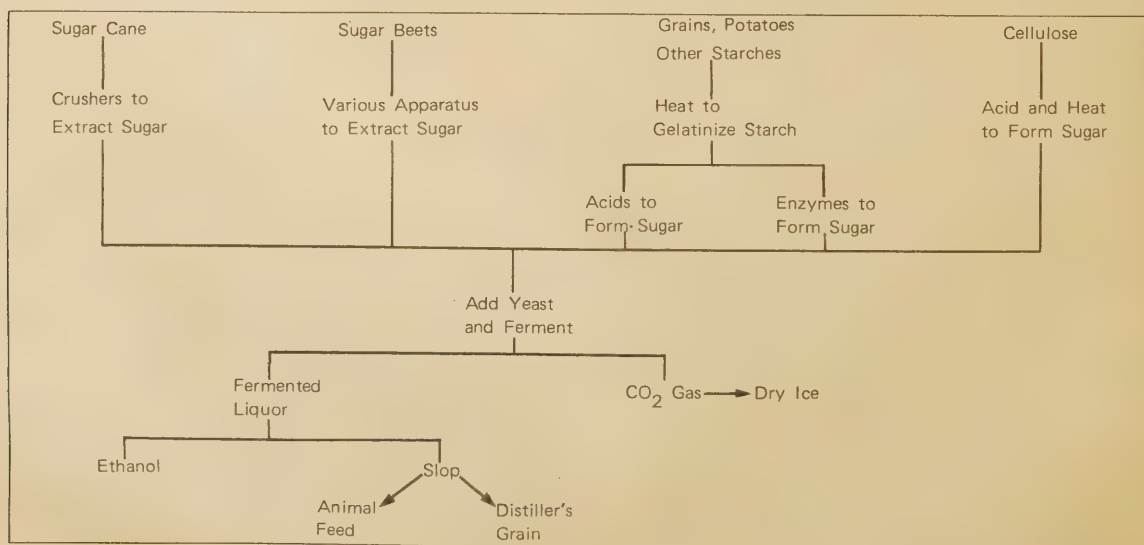 Sugar Cane
Crushers to
Extract Sugar
Sugar Beets
Various Apparatus
to Extract Sugar
Grains, Potatoes
Other Starches
Heat to
Gelatinize Starch
Acids to
Form Sugar
Enzymes to
Form Sugar
Cellulose
Acid and Heat
to Form Sugar
Add Yeast
and Ferment
Fermented
Liquor
CO2 Gas
Dry Ice
Ethanol
Slop
Animal
Feed
Distiller's
Grain